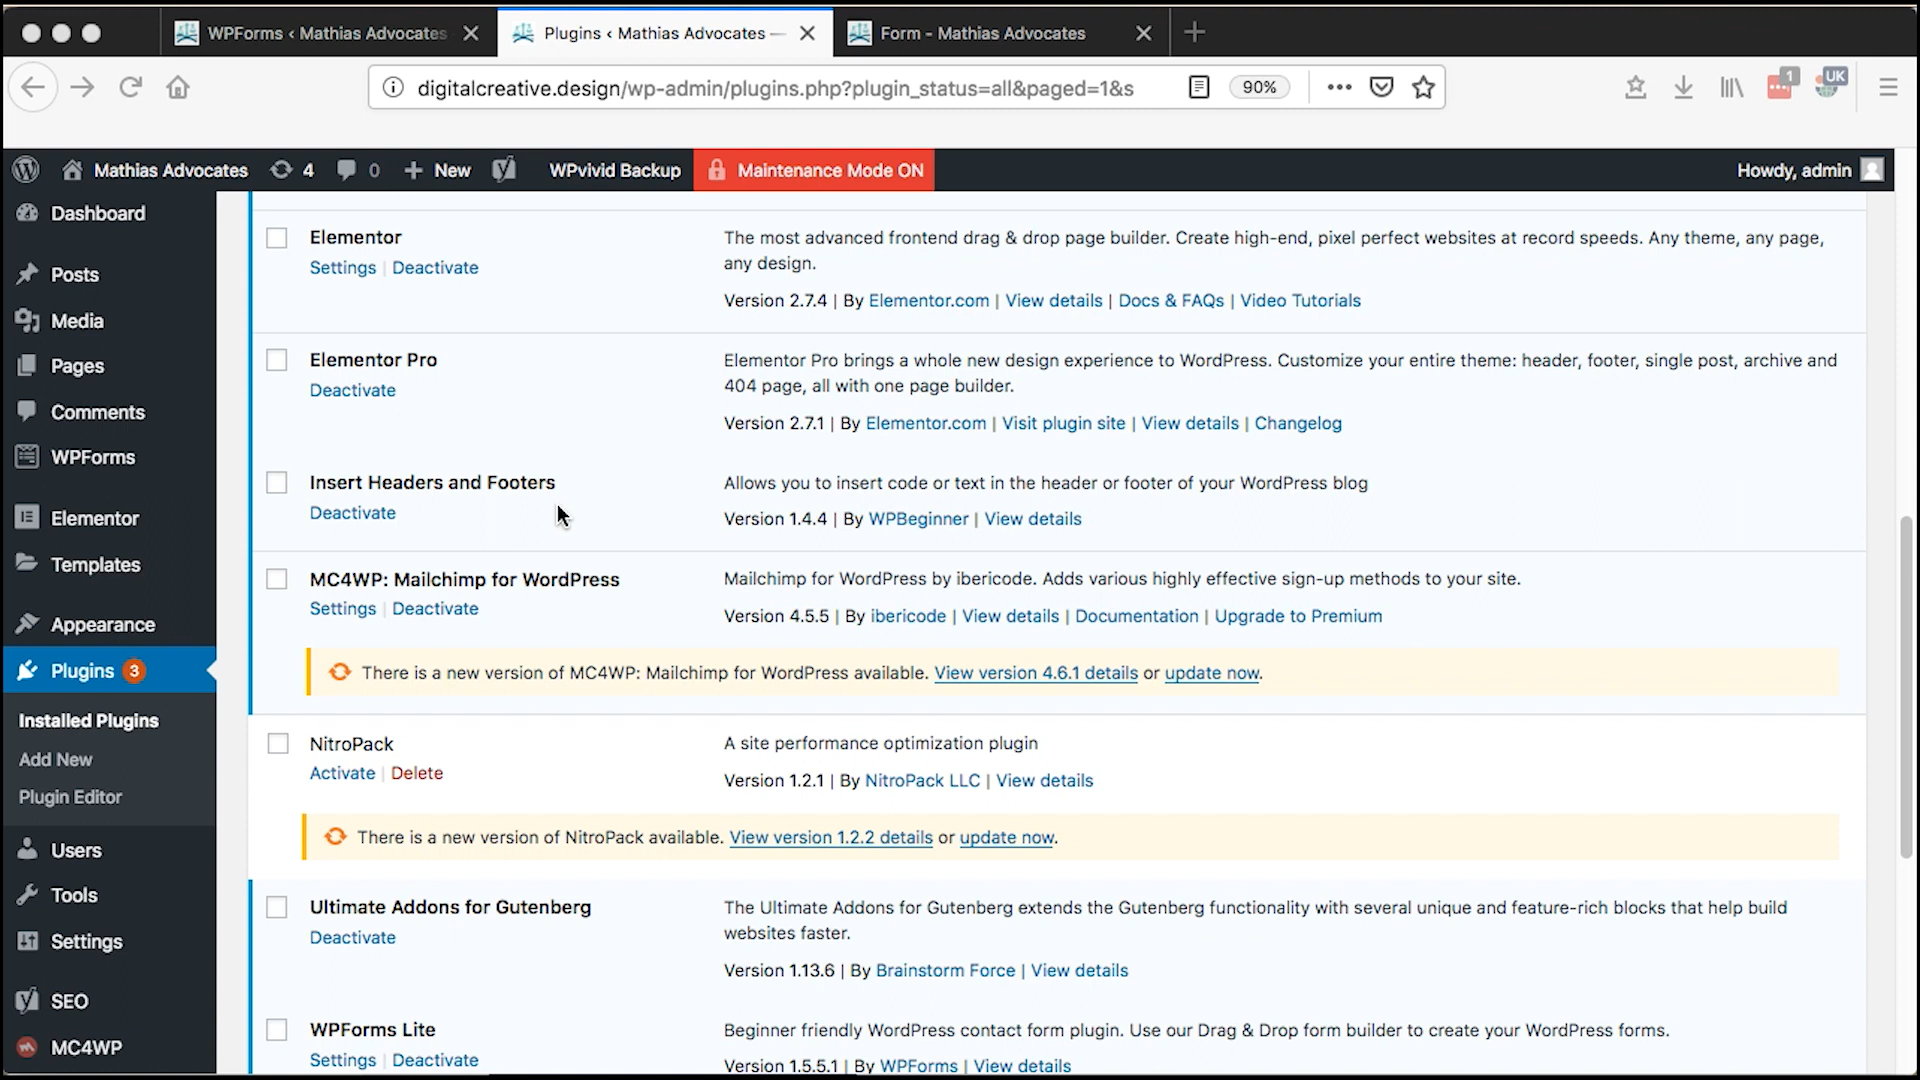 WPForms ‹ Mathias Advocates
Plugins ‹ Mathias Advocates —
Form - Mathias Advocates
digitalcreative.design/wp-admin/plugins.php?plugin_status=all&paged=1&s
90%
1
UK
Mathias Advocates
4
0
New
WPvivid Backup
Maintenance Mode ON
Howdy, admin
Dashboard
Posts
Media
Pages
Comments
WPForms
Elementor
Templates
Appearance
Plugins 3
Installed Plugins
Add New
Plugin Editor
Users
Tools
Settings
SEO
MC4WP
Elementor
Settings | Deactivate
The most advanced frontend drag & drop page builder. Create high-end, pixel perfect websites at record speeds. Any theme, any page,
any design.
Version 2.7.4 | By Elementor.com | View details | Docs & FAQs | Video Tutorials
Elementor Pro
Deactivate
Elementor Pro brings a whole new design experience to WordPress. Customize your entire theme: header, footer, single post, archive and
404 page, all with one page builder.
Version 2.7.1 | By Elementor.com | Visit plugin site | View details | Changelog
Insert Headers and Footers
Deactivate
Allows you to insert code or text in the header or footer of your WordPress blog
Version 1.4.4 | By WPBeginner | View details
MC4WP: Mailchimp for WordPress
Settings | Deactivate
Mailchimp for WordPress by ibericode. Adds various highly effective sign-up methods to your site.
Version 4.5.5 | By ibericode | View details | Documentation | Upgrade to Premium
There is a new version of MC4WP: Mailchimp for WordPress available. View version 4.6.1 details or update now.
NitroPack
Activate | Delete
A site performance optimization plugin
Version 1.2.1 | By NitroPack LLC | View details
There is a new version of NitroPack available. View version 1.2.2 details or update now.
Ultimate Addons for Gutenberg
Deactivate
The Ultimate Addons for Gutenberg extends the Gutenberg functionality with several unique and feature-rich blocks that help build
websites faster.
Version 1.13.6 | By Brainstorm Force | View details
WPForms Lite
Settings | Deactivate
Beginner friendly WordPress contact form plugin. Use our Drag & Drop form builder to create your WordPress forms.
Version 1.5.5.1 | By WPForms | View details